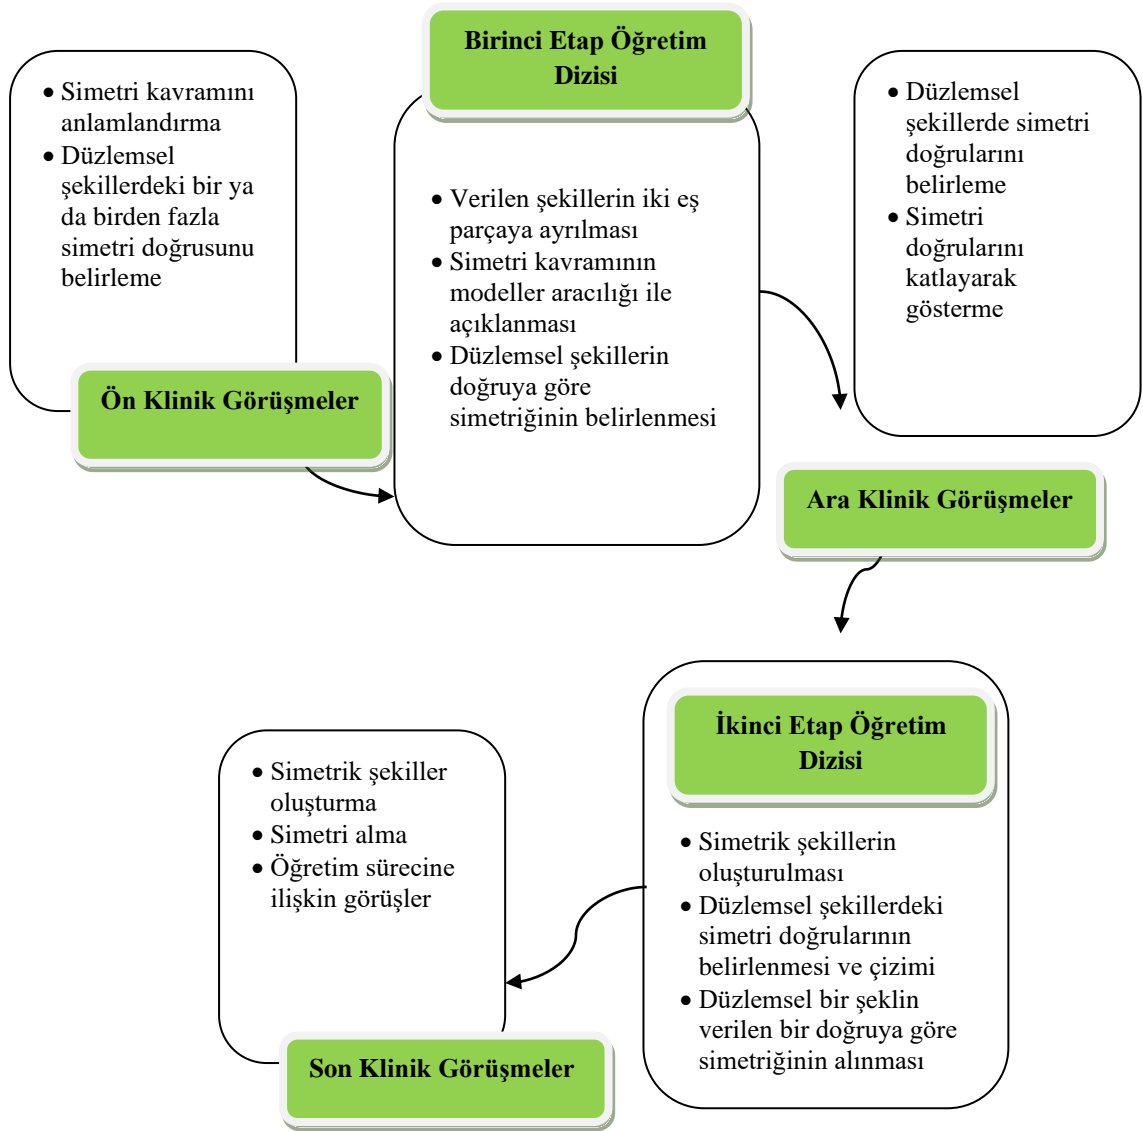 • Simetri kavramını
anlamlandırma
• Düzlemsel
şekillerdeki bir ya
da birden fazla
simetri doğrusunu
belirleme
Ön Klinik Görüşmeler
Birinci Etap Öğretim
Dizisi
• Verilen şekillerin iki eş
parçaya ayrılması
• Simetri kavramının
modeller aracılığı ile
açıklanması
• Düzlemsel şekillerin
doğruya göre
simetriğinin belirlenmesi
• Düzlemsel
şekillerde simetri
doğrularını
belirleme
• Simetri
doğrularını
katlayarak
gösterme
Ara Klinik Görüşmeler
İkinci Etap Öğretim
Dizisi
• Simetrik şekillerin
oluşturulması
• Düzlemsel şekillerdeki
simetri doğrularının
belirlenmesi ve çizimi
• Düzlemsel bir şeklin
verilen bir doğruya göre
simetriğinin alınması
• Simetrik şekiller
oluşturma
• Simetri alma
• Öğretim sürecine
ilişkin görüşler
Son Klinik Görüşmeler